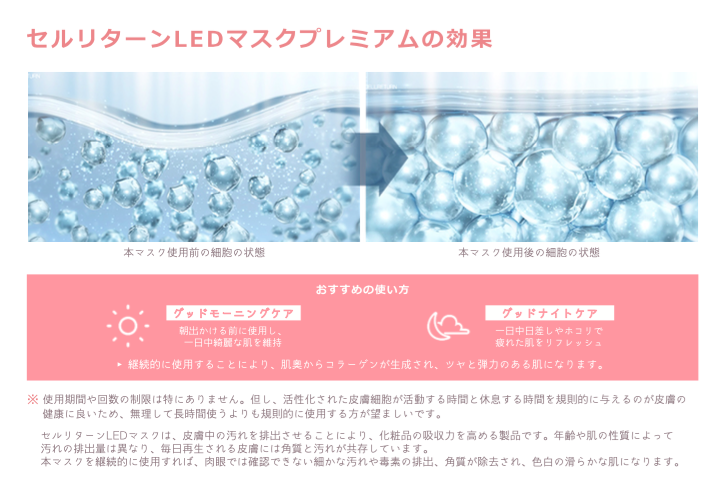 セルリターンLEDマスクプレミアムの効果
本マスク使用前の細胞の状態
本マスク使用後の細胞の状態
おすすめの使い方
グッドモーニングケア
朝出かける前に使用し、
一日中綺麗な肌を維持
グッドナイトケア
一日中日差しやホコリで
疲れた肌をリフレッシュ
▸ 継続的に使用することにより、肌奥からコラーゲンが生成され、ツヤと弾力のある肌になります。
※ 使用期間や回数の制限は特にありません。但し、活性化された皮膚細胞が活動する時間と休息する時間を規則的に与えるのが皮膚の
健康に良いため、無理して長時間使うよりも規則的に使用する方が望ましいです。
セルリターンLEDマスクは、皮膚中の汚れを排出させることにより、化粧品の吸収力を高める製品です。年齢や肌の性質によって
汚れの排出量は異なり、毎日再生される皮膚には角質と汚れが共存しています。
本マスクを継続的に使用すれば、肉眼では確認できない細かな汚れや毒素の排出、角質が除去され、色白の滑らかな肌になります。